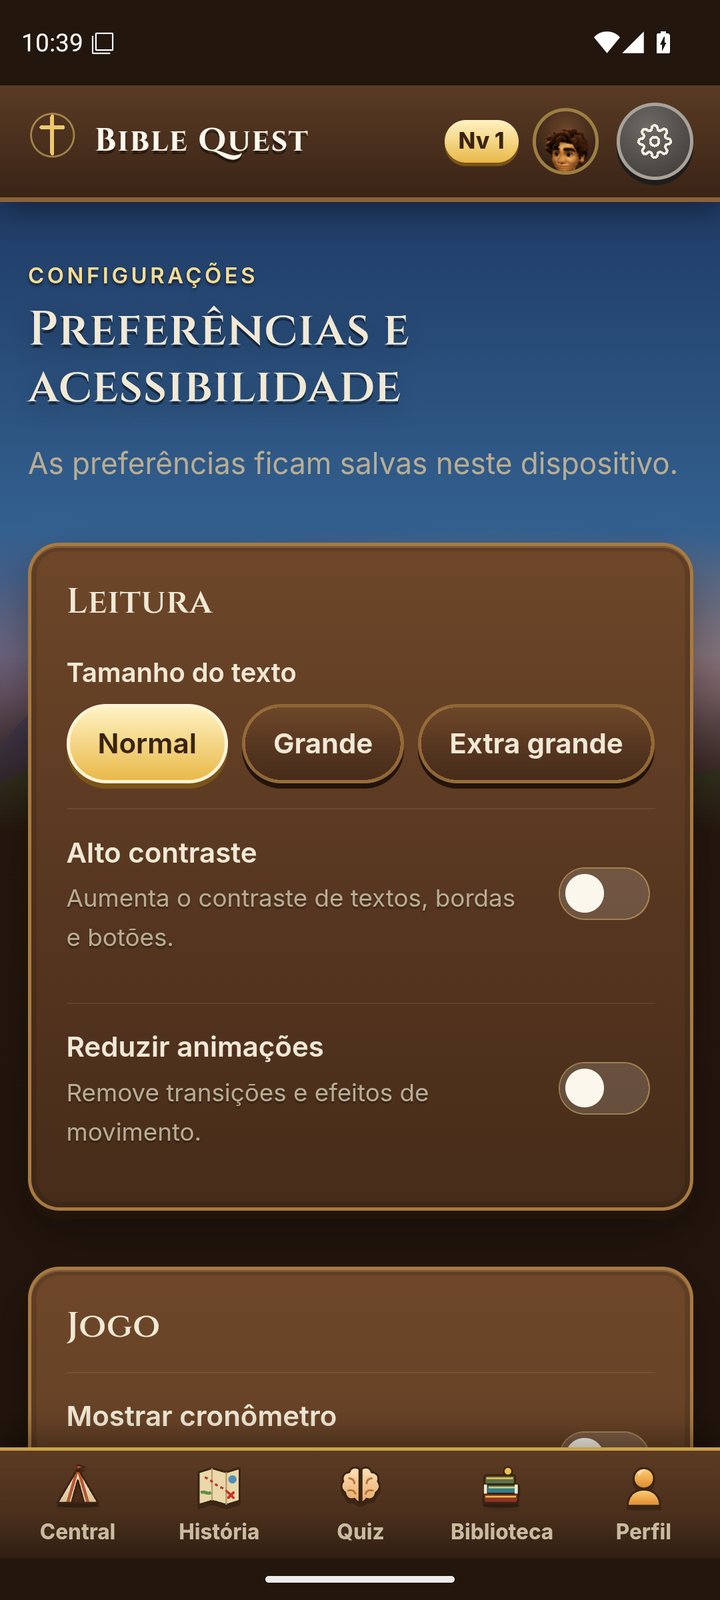 10:39
Bible Quest
Nv 1
CONFIGURAÇÕES
Preferências e
acessibilidade
As preferências ficam salvas neste dispositivo.
Leitura
Tamanho do texto
Normal
Grande
Extra grande
Alto contraste
Aumenta o contraste de textos, bordas
e botões.
Reduzir animações
Remove transições e efeitos de
movimento.
Jogo
Mostrar cronômetro
Central
História
Quiz
Biblioteca
Perfil